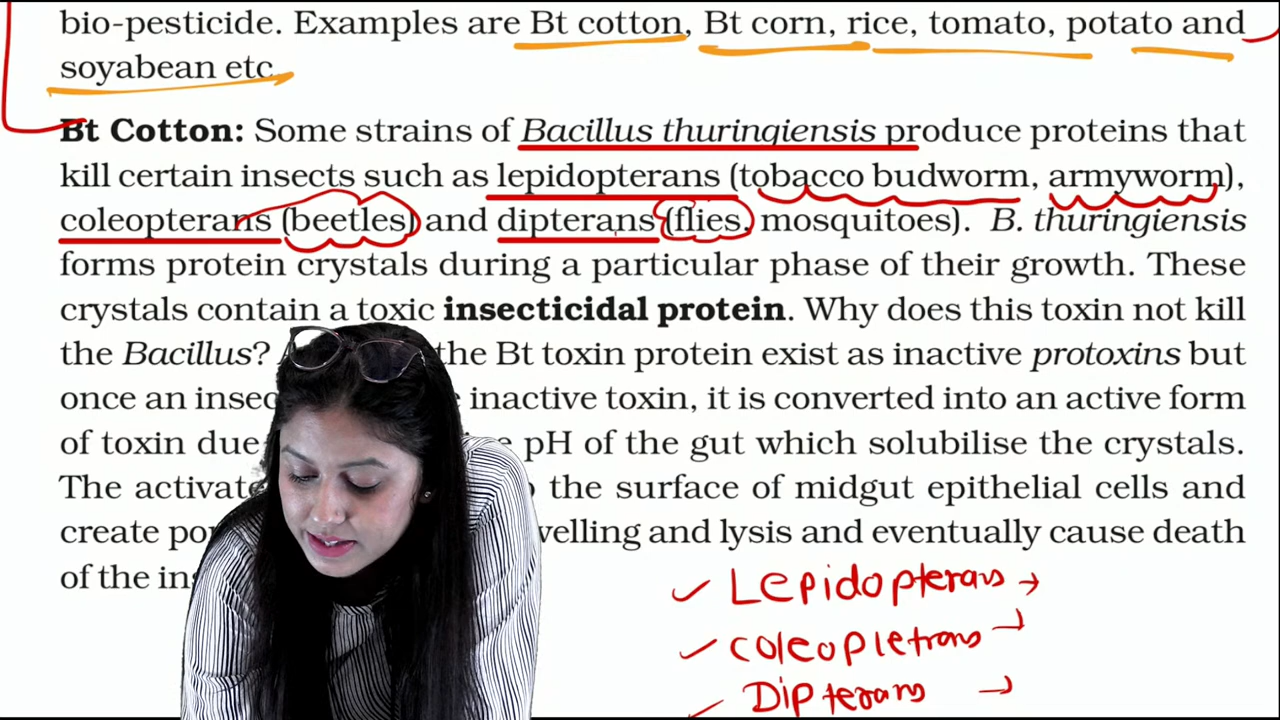 bio-pesticide. Examples are Bt cotton, Bt corn, rice, tomato, potato and
soyabean etc
Bt Cotton: Some strains of Bacillus thuringiensis produce proteins that
kill certain insects such as lepidopterans (tobacco budworm, armyworm),
coleopterans (beetles) and dipterans (flies, mosquitoes). B. thuringiensis
forms protein crystals during a particular phase of their growth. These
crystals contain a toxic insecticidal protein. Why does this toxin not kill
the Bacillus? the Bt toxin protein exist as inactive protoxins but
once an inactive toxin, it is converted into an active form
of toxin due pH of the gut which solubilise the crystals.
The the surface of midgut epithelial cells and
create and lysis and eventually cause death
of the
Lepidopterans →
coleopletrans →
Dipterans →